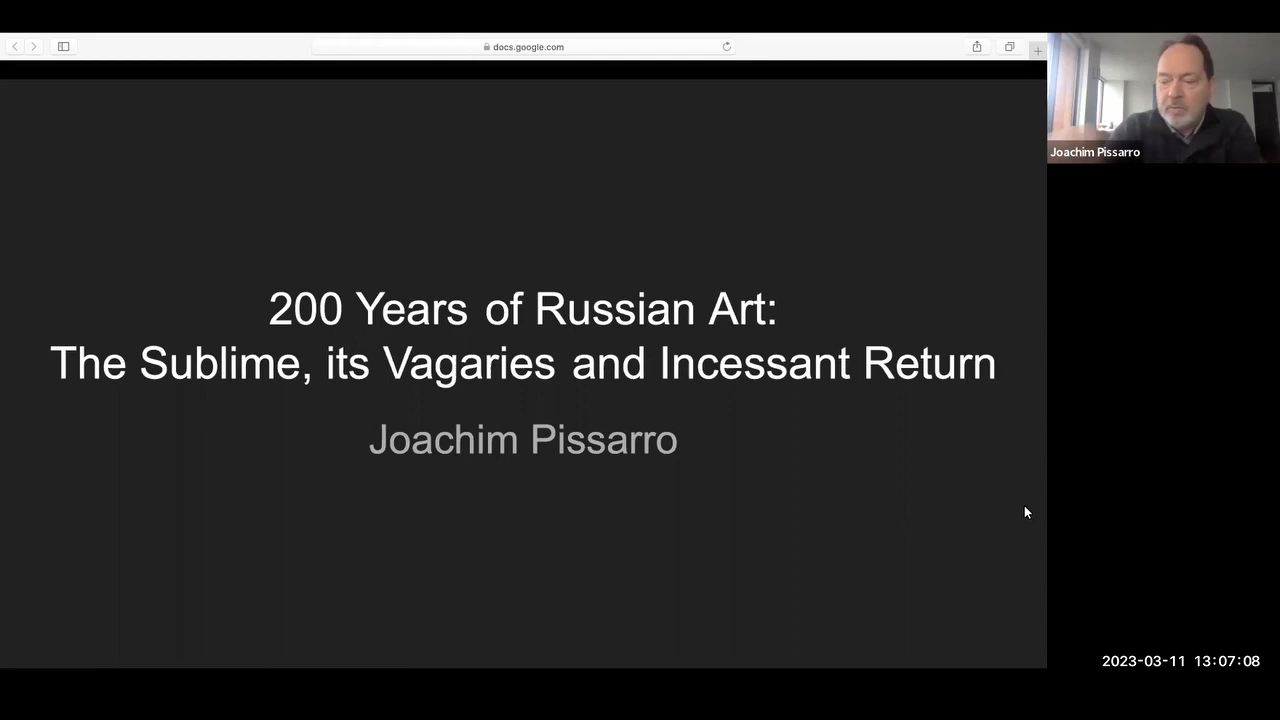 docs.google.com
Joachim Pissarro
200 Years of Russian Art:
The Sublime, its Vagaries and Incessant Return
Joachim Pissarro
2023-03-11 13:07:08